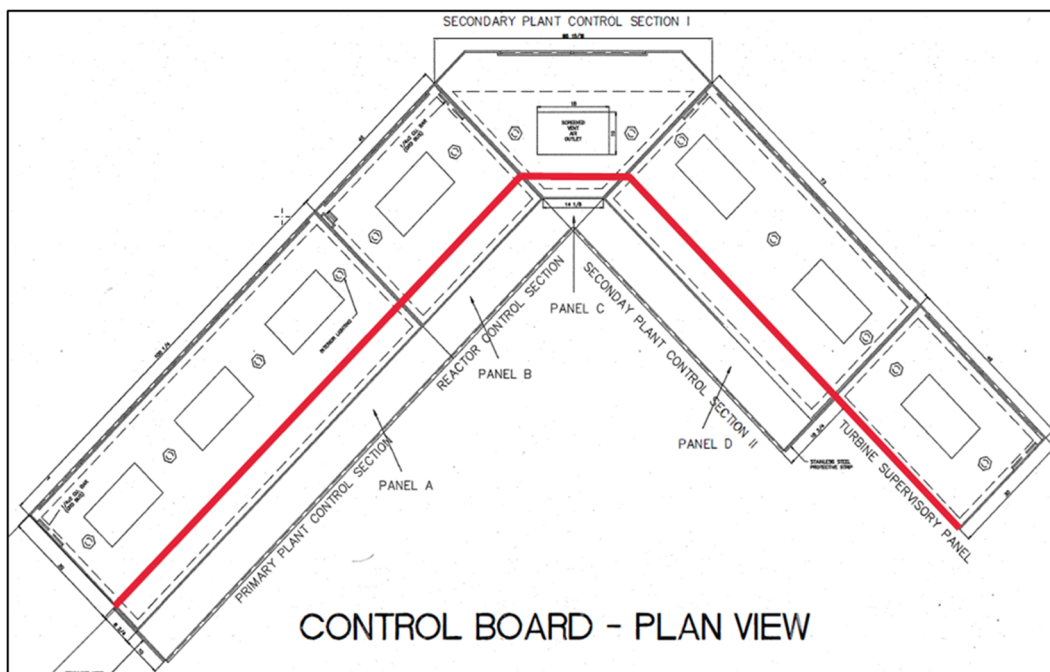 SECONDARY PLANT CONTROL SECTION I
SCREENED
VENT
AIR
OUTLET
18
14 1/8
INTERIOR LIGHTING
PANEL C
PANEL B
PANEL A
PANEL D
REACTOR CONTROL SECTION
PRIMARY PLANT CONTROL SECTION
SECONDAY PLANT CONTROL SECTION II
STAINLESS STEEL
PROTECTIVE STRIP
TURBINE SUPERVISORY PANEL
CONTROL BOARD - PLAN VIEW